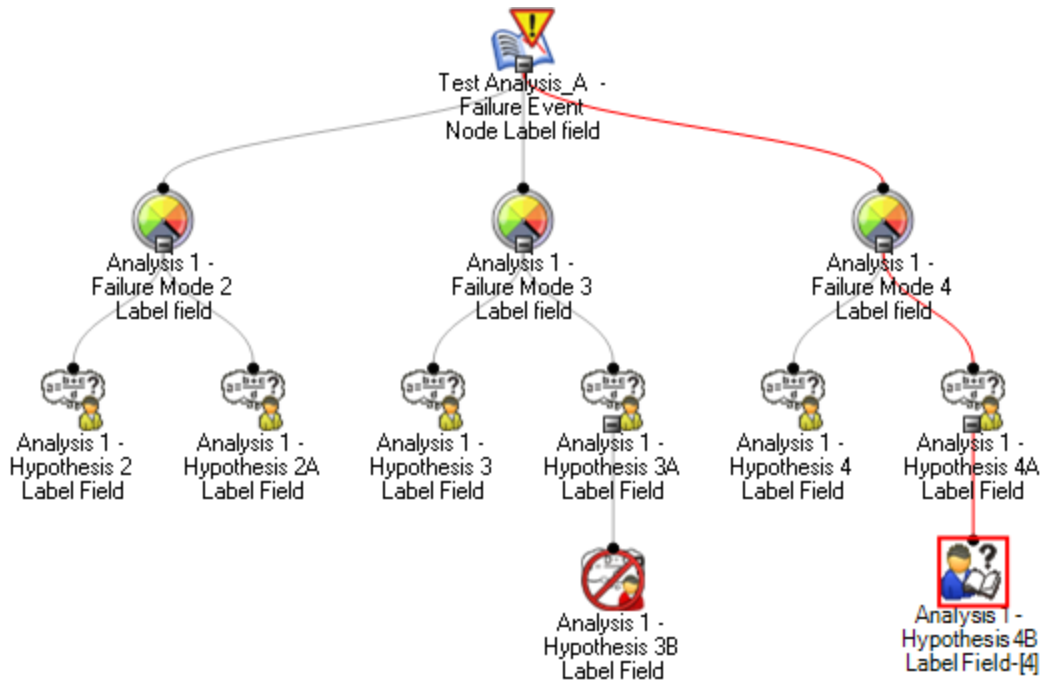 Test Analysis_A -
Failure Event
Node Label field
Analysis 1 -
Failure Mode 2
Label field
Analysis 1 -
Failure Mode 3
Label field
Analysis 1 -
Failure Mode 4
Label field
Analysis 1 -
Hypothesis 2
Label Field
Analysis 1 -
Hypothesis 2A
Label Field
Analysis 1 -
Hypothesis 3
Label Field
Analysis 1 -
Hypothesis 3A
Label Field
Analysis 1 -
Hypothesis 4
Label Field
Analysis 1 -
Hypothesis 4A
Label Field
Analysis 1 -
Hypothesis 3B
Label Field
Analysis 1 -
Hypothesis 4B
Label Field-[4]